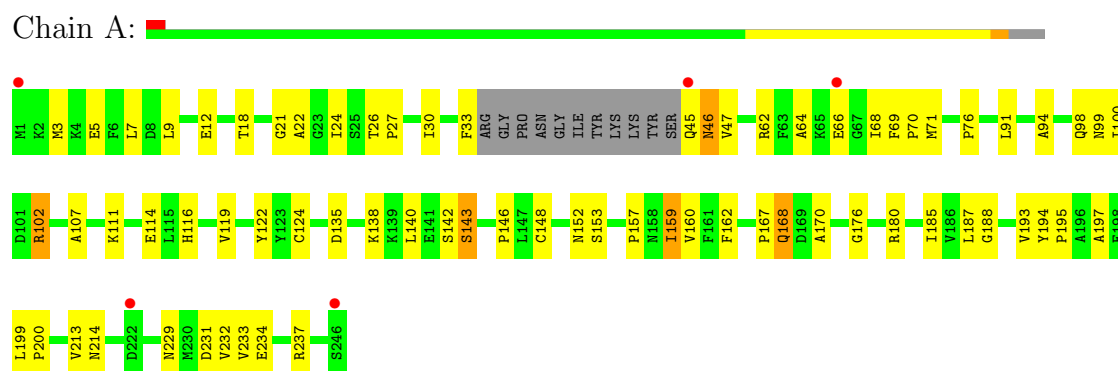 Chain A:
M1 K2 M3 K4 E5 F6 L7 D8 L9 E12 T18 G21 A22 G23 I24 S25 T26 P27 I30 F33 ARG GLY PRO ASN GLY ILE TYR LYS LYS TYR SER Q45 N46 V47 R62 F63 A64 K65 E66 G67 I68 F69 P70 M71 P76 L91 A94 Q98 N99 I100
D101 R102 A107 K111 E114 L115 H116 V119 Y122 Y123 C124 D135 K138 K139 L140 E141 S142 S143 P146 L147 C148 N152 S153 P157 N158 I159 V160 F161 F162 P167 Q168 D169 A170 G176 R180 I185 V186 L187 G188 V193 Y194 P195 A196 A197 E198
L199 P200 V213 N214 D222 N229 M230 D231 V232 V233 E234 R237 S246